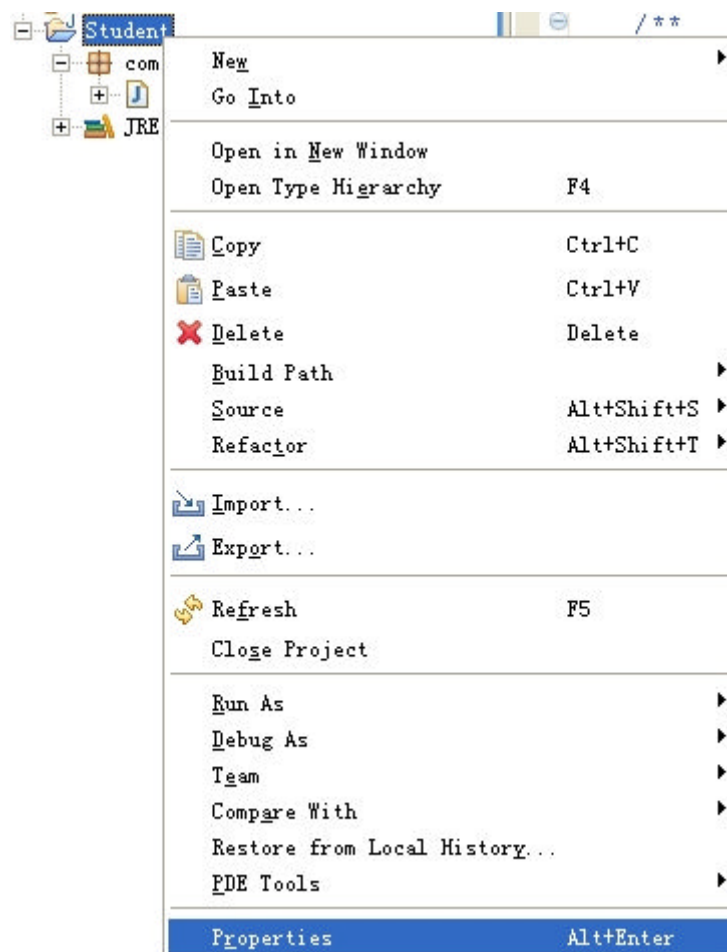 Student
/**
com
J
JRE
New
Go Into
Open in New Window
Open Type Hierarchy F4
Copy Ctrl+C
Paste Ctrl+V
Delete Delete
Build Path
Source Alt+Shift+S
Refactor Alt+Shift+T
Import...
Export...
Refresh F5
Close Project
Run As
Debug As
Team
Compare With
Restore from Local History...
PDE Tools
Properties Alt+Enter